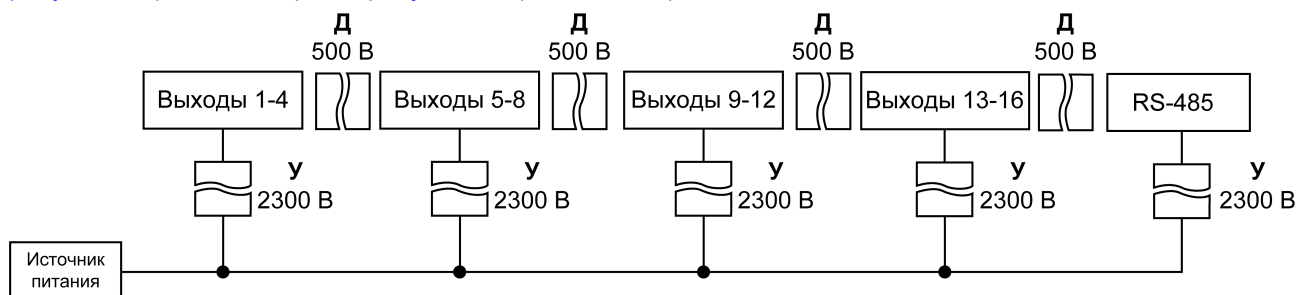 Д
500 В
Д
500 В
Д
500 В
Д
500 В
Выходы 1-4
Выходы 5-8
Выходы 9-12
Выходы 13-16
RS-485
У
2300 В
У
2300 В
У
2300 В
У
2300 В
У
2300 В
Источник
питания